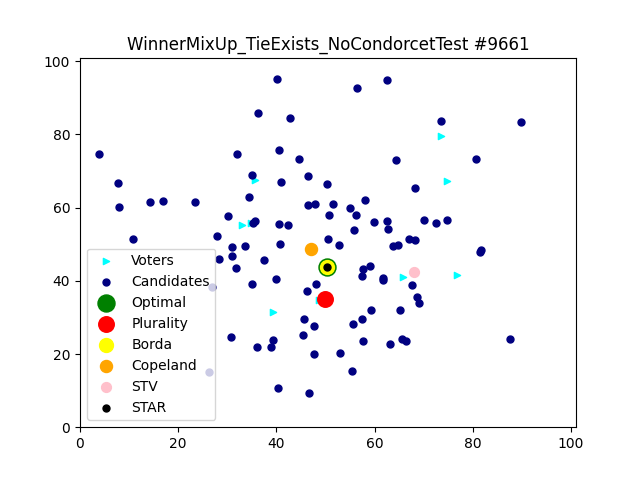 WinnerMixUp_TieExists_NoCondorcetTest #9661
100
80
60
40
20
0
0 20 40 60 80 100
Voters
Candidates
Optimal
Plurality
Borda
Copeland
STV
STAR